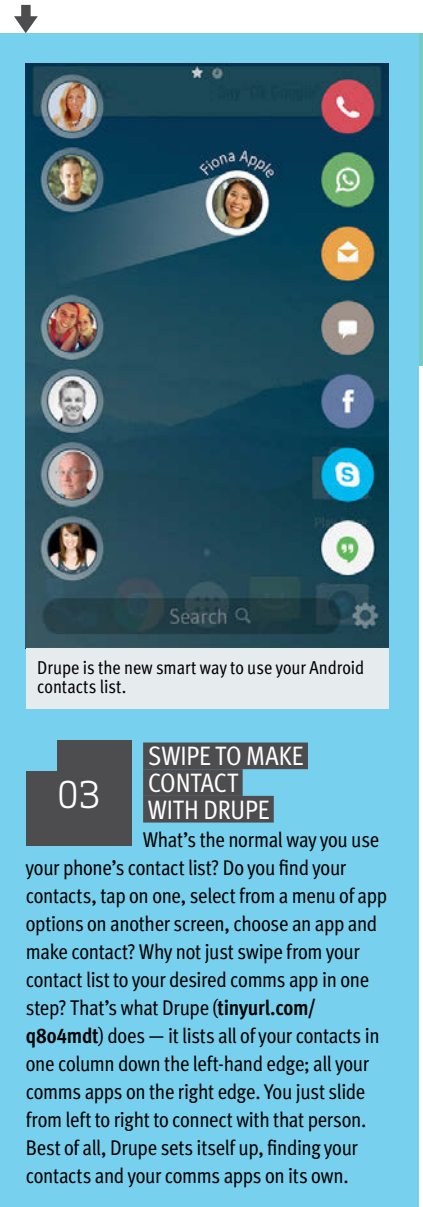 Fiona Apple
Search
Drupe is the new smart way to use your Android
contacts list.
03
SWIPE TO MAKE
CONTACT
WITH DRUPE
What's the normal way you use
your phone's contact list? Do you find your
contacts, tap on one, select from a menu of app
options on another screen, choose an app and
make contact? Why not just swipe from your
contact list to your desired comms app in one
step? That's what Drupe (tinyurl.com/
q8o4mdt) does — it lists all of your contacts in
one column down the left-hand edge; all your
comms apps on the right edge. You just slide
from left to right to connect with that person.
Best of all, Drupe sets itself up, finding your
contacts and your comms apps on its own.